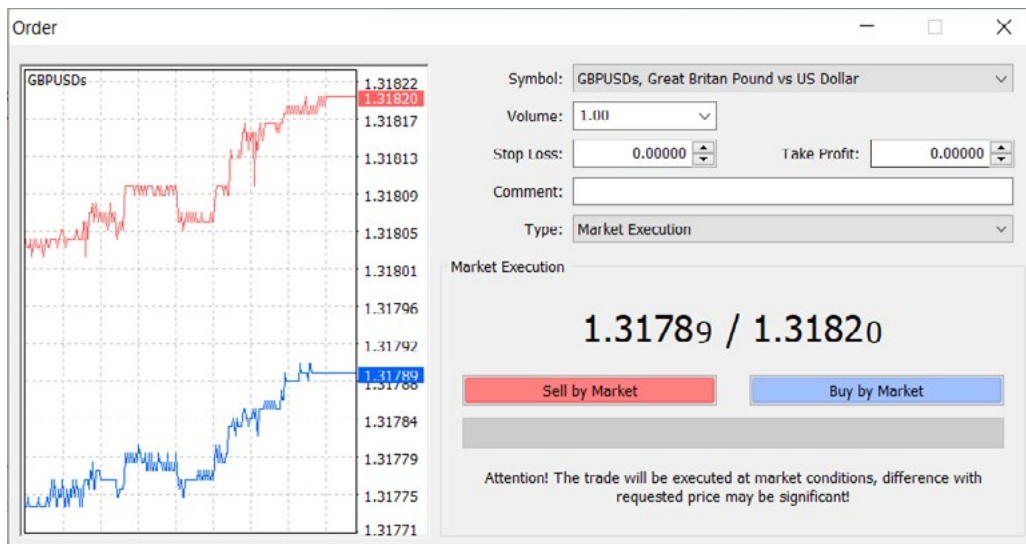 Order
GBPUSDs
1.31822
1.31820
1.31817
1.31813
1.31809
1.31805
1.31801
1.31796
1.31792
1.31789
1.31788
1.31784
1.31779
1.31775
1.31771
Symbol: GBPUSDs, Great Britan Pound vs US Dollar
Volume: 1.00
Stop Loss: 0.00000 Take Profit: 0.00000
Comment:
Type: Market Execution
Market Execution
1.31789 / 1.31820
Sell by Market Buy by Market
Attention! The trade will be executed at market conditions, difference with
requested price may be significant!